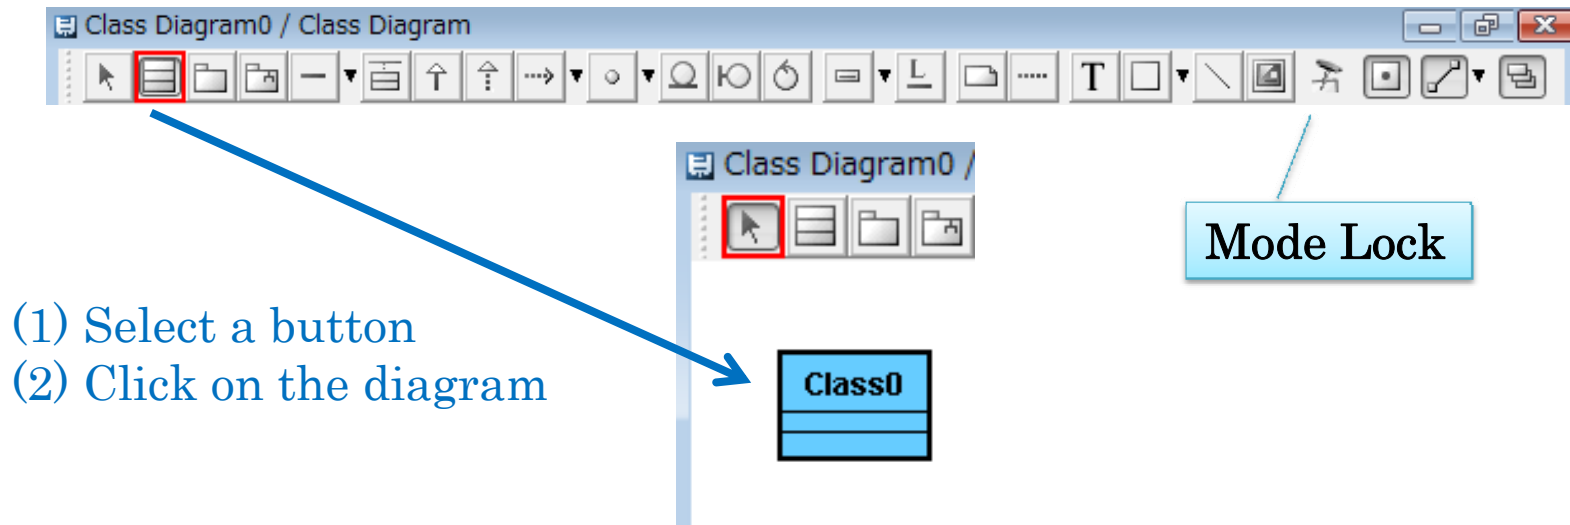 Class Diagram0 / Class Diagram
L
T
Class Diagram0 /
Mode Lock
(1) Select a button
(2) Click on the diagram
Class0